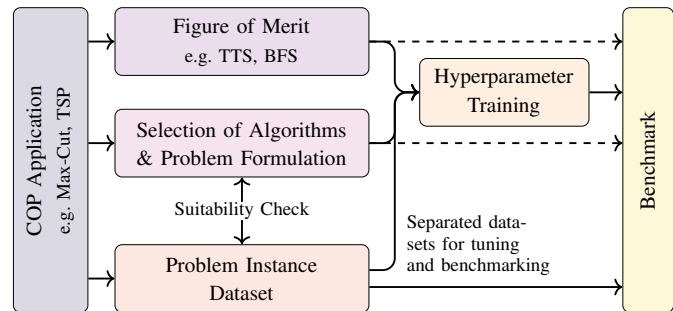 COP Application
e.g. Max-Cut, TSP
Figure of Merit
e.g. TTS, BFS
Selection of Algorithms
& Problem Formulation
Suitability Check
Problem Instance
Dataset
Hyperparameter
Training
Separated data-
sets for tuning
and benchmarking
Benchmark